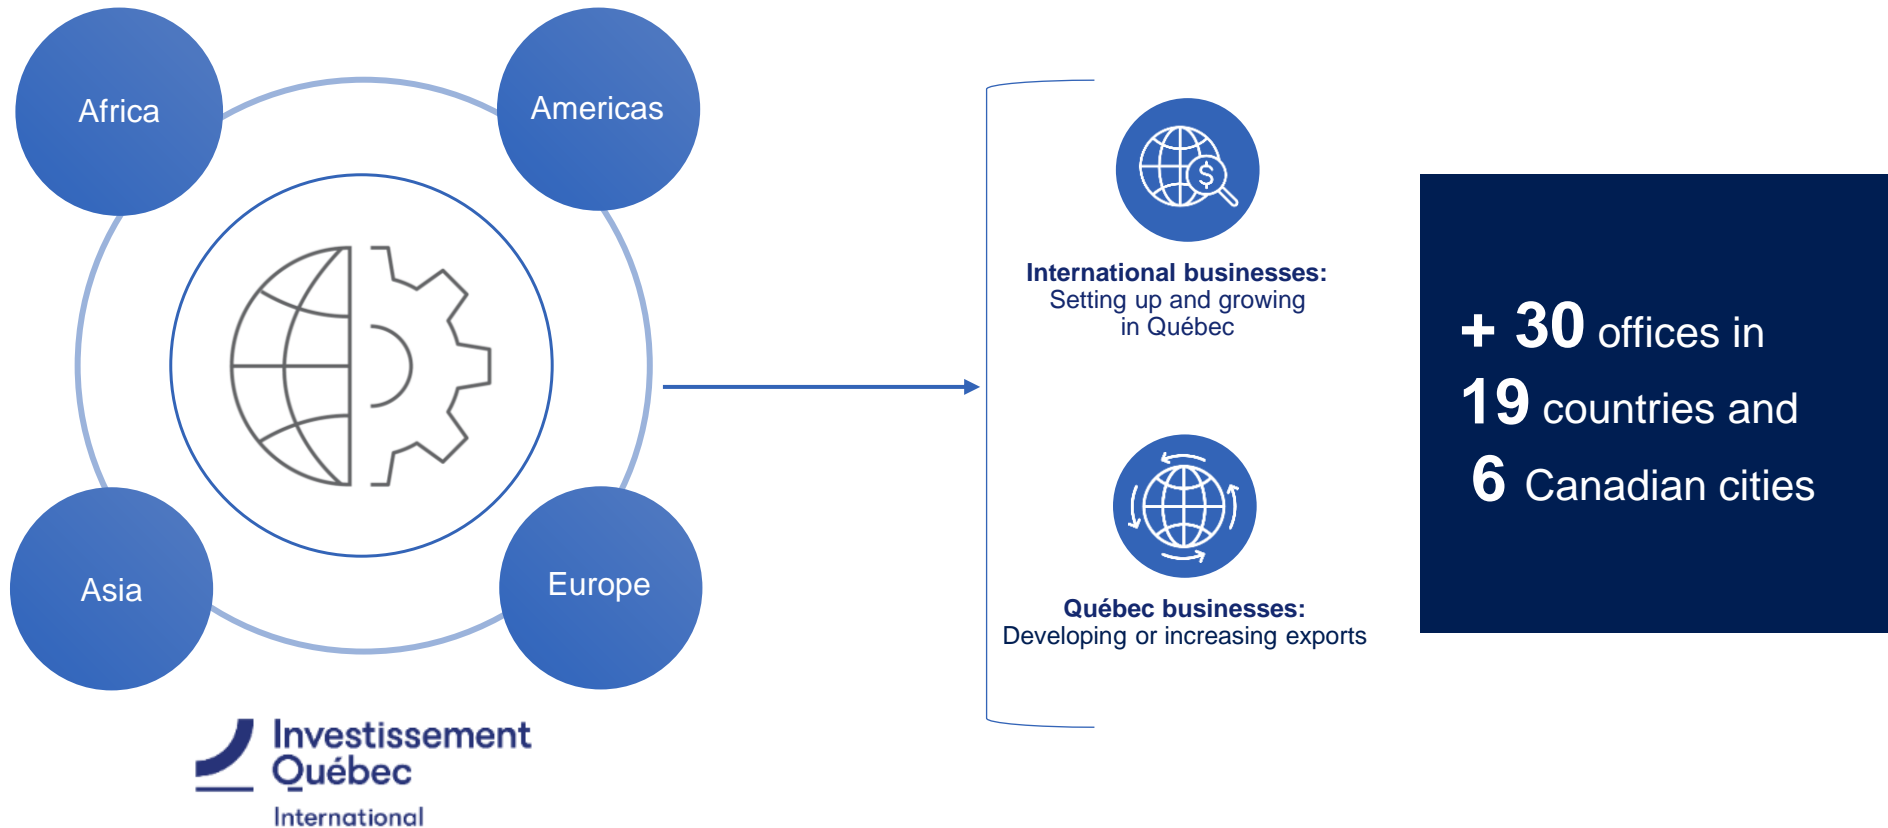 Africa
Americas
Asia
Europe
Investissement
Québec
International
$
International businesses:
Setting up and growing
in Québec
Québec businesses:
Developing or increasing exports
+ 30 offices in
19 countries and
6 Canadian cities